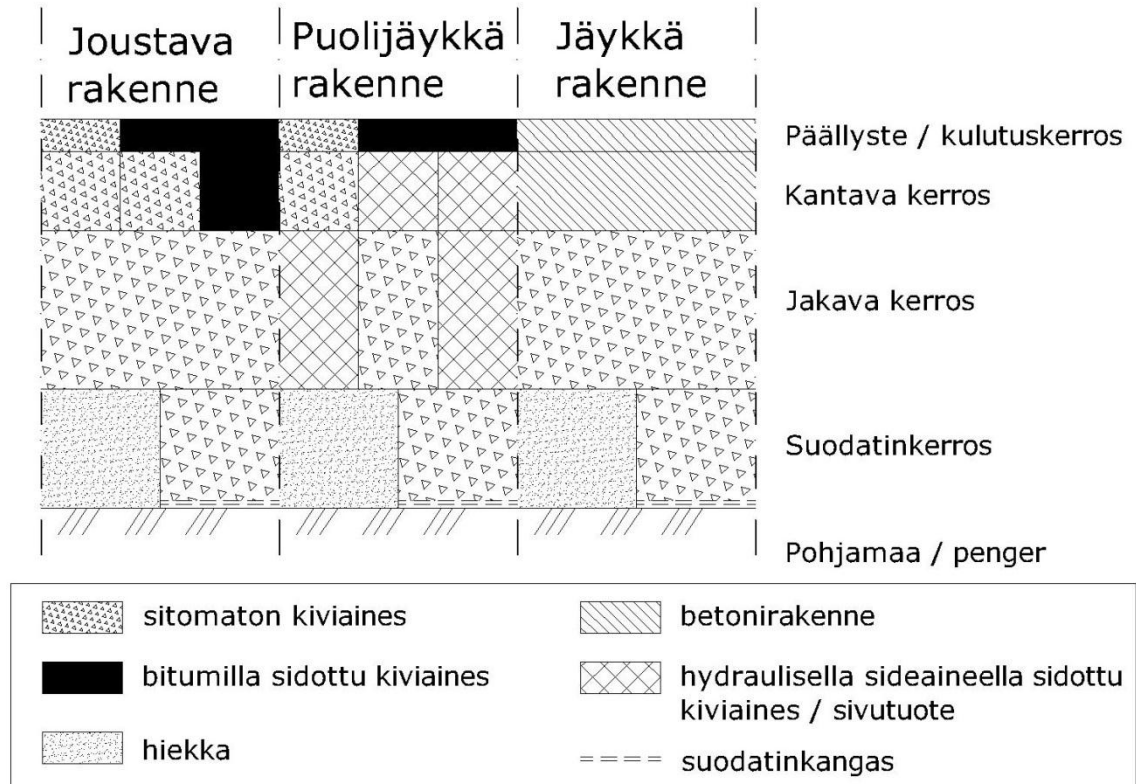 Joustava
rakenne
Puolijäykkä
rakenne
Jäykkä
rakenne
Päällyste / kulutuskerros
Kantava kerros
Jakava kerros
Suodatinkerros
Pohjamaa / penger
sitomaton kiviaines
bitumilla sidottu kiviaines
hiekka
betonirakenne
hydraulisella sideaineella sidottu
kiviaines / sivutuote
suodatinkangas